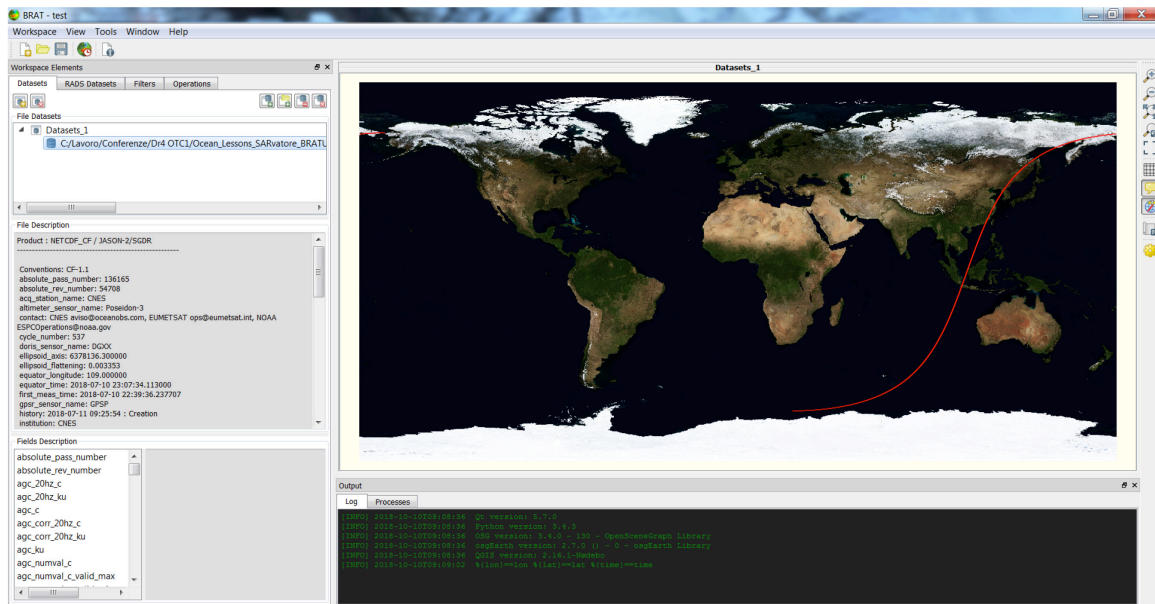 BRAT - test
Workspace View Tools Window Help
Workspace Elements
Datasets RADS Datasets Filters Operations
File Datasets
Datasets_1
C:/Lavoro/Conferenze/Dr4 OTC1/Ocean_Lessons_SARvatore_BRATU
File Description
Product : NETCDF_CF / JASON-2/SGDR
------------------------------------------------------
Conventions: CF-1.1
absolute_pass_number: 136165
absolute_rev_number: 54708
acq_station_name: CNES
altimeter_sensor_name: Poseidon-3
contact: CNES aviso@oceanobs.com, EUMETSAT ops@eumetsat.int, NOAA
ESPCOperations@noaa.gov
cycle_number: 537
doris_sensor_name: DGXX
ellipsoid_axis: 6378136.300000
ellipsoid_flattening: 0.003353
equator_longitude: 109.000000
equator_time: 2018-07-10 23:07:34.113000
first_meas_time: 2018-07-10 22:39:36.237707
gpsr_sensor_name: GPSP
history: 2018-07-11 09:25:54 : Creation
institution: CNES
Fields Description
absolute_pass_number
absolute_rev_number
agc_20hz_c
agc_20hz_ku
agc_c
agc_corr_20hz_c
agc_corr_20hz_ku
agc_ku
agc_numval_c
agc_numval_c_valid_max
Datasets_1
Output
Log Processes
[INFO] 2018-10-10T09:08:36 Qt version: 5.7.0
[INFO] 2018-10-10T09:08:36 Python version: 3.4.3
[INFO] 2018-10-10T09:08:36 OSG version: 3.4.0 - 130 - OpenSceneGraph Library
[INFO] 2018-10-10T09:08:36 osgEarth version: 2.7.0 () - 0 - osgEarth Library
[INFO] 2018-10-10T09:08:36 QGIS version: 2.16.1-Nødebo
[INFO] 2018-10-10T09:09:02 %{lon}==lon %{lat}==lat %{time}==time